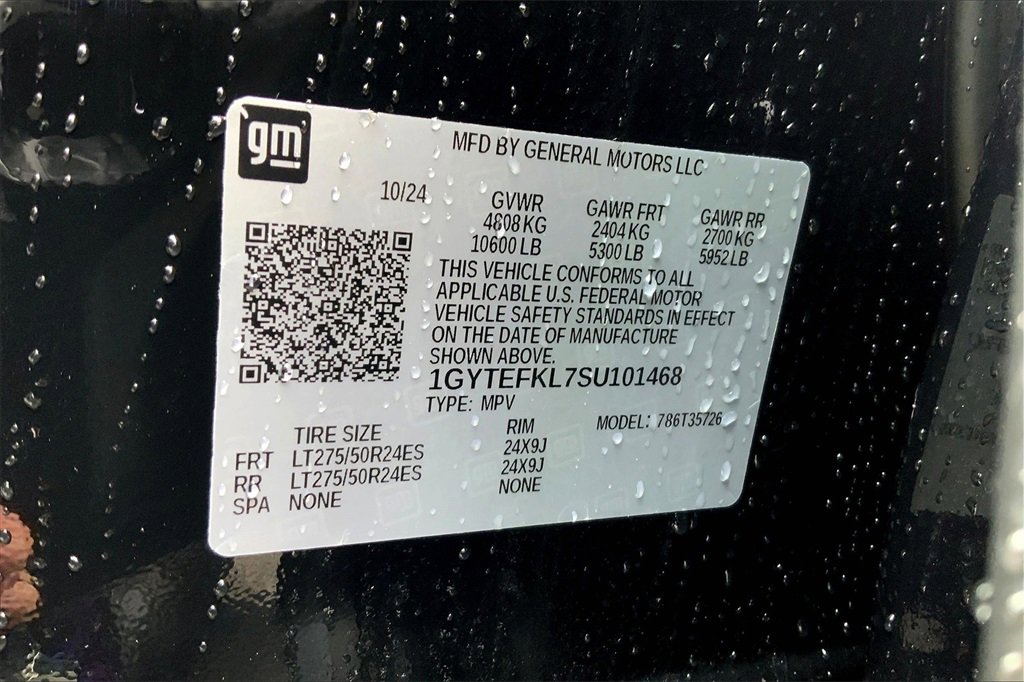 gm
MFD BY GENERAL MOTORS LLC
10/24
GVWR GAWR FRT GAWR RR
4808 KG 2404 KG 2700 KG
10600 LB 5300 LB 5952 LB
THIS VEHICLE CONFORMS TO ALL
APPLICABLE U.S. FEDERAL MOTOR
VEHICLE SAFETY STANDARDS IN EFFECT
ON THE DATE OF MANUFACTURE
SHOWN ABOVE.
1GYTEFKL7SU101468
TYPE: MPV
MODEL: 786T35726
TIRE SIZE RIM
FRT LT275/50R24ES 24X9J
RR LT275/50R24ES 24X9J
SPA NONE NONE